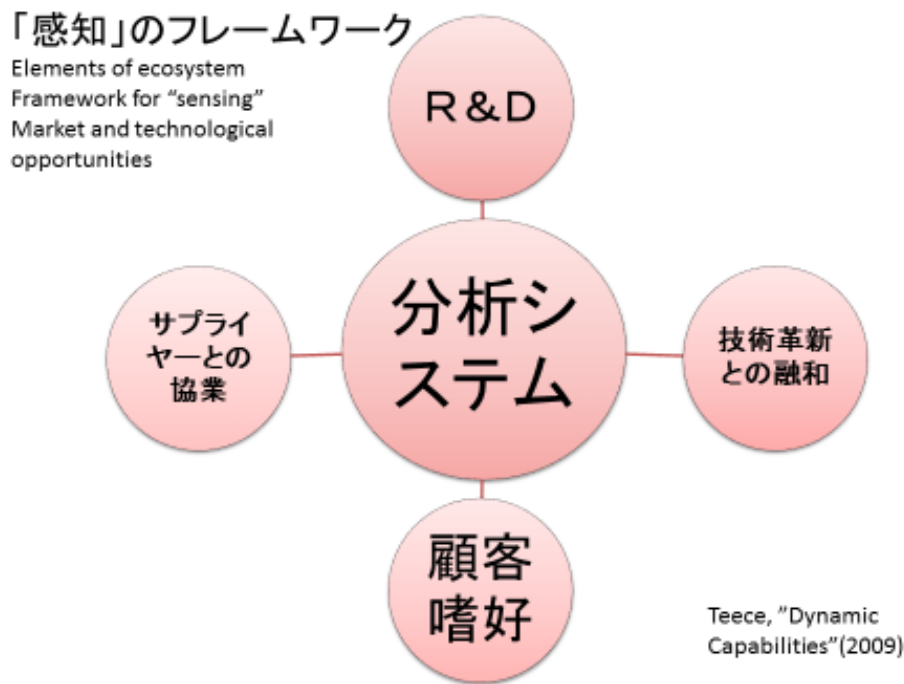 「感知」のフレームワーク
Elements of ecosystem
Framework for “sensing”
Market and technological
opportunities
R&D
サプライ
ヤーとの
協業
分析シ
ステム
技術革新
との融和
顧客
嗜好
Teece, ”Dynamic
Capabilities”(2009)